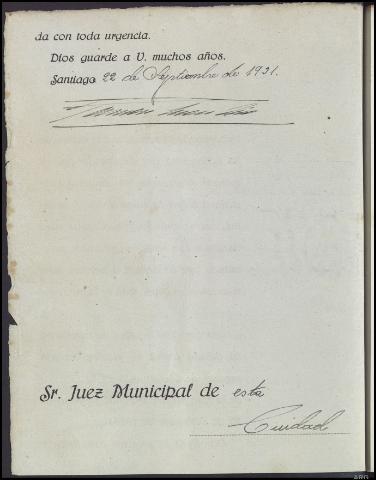 da con toda urgencia.
Dios guarde a V. muchos años.
Santiago 22 de Septiembre de 1931.
Sr. Juez Municipal de esta
Ciudad
ARG